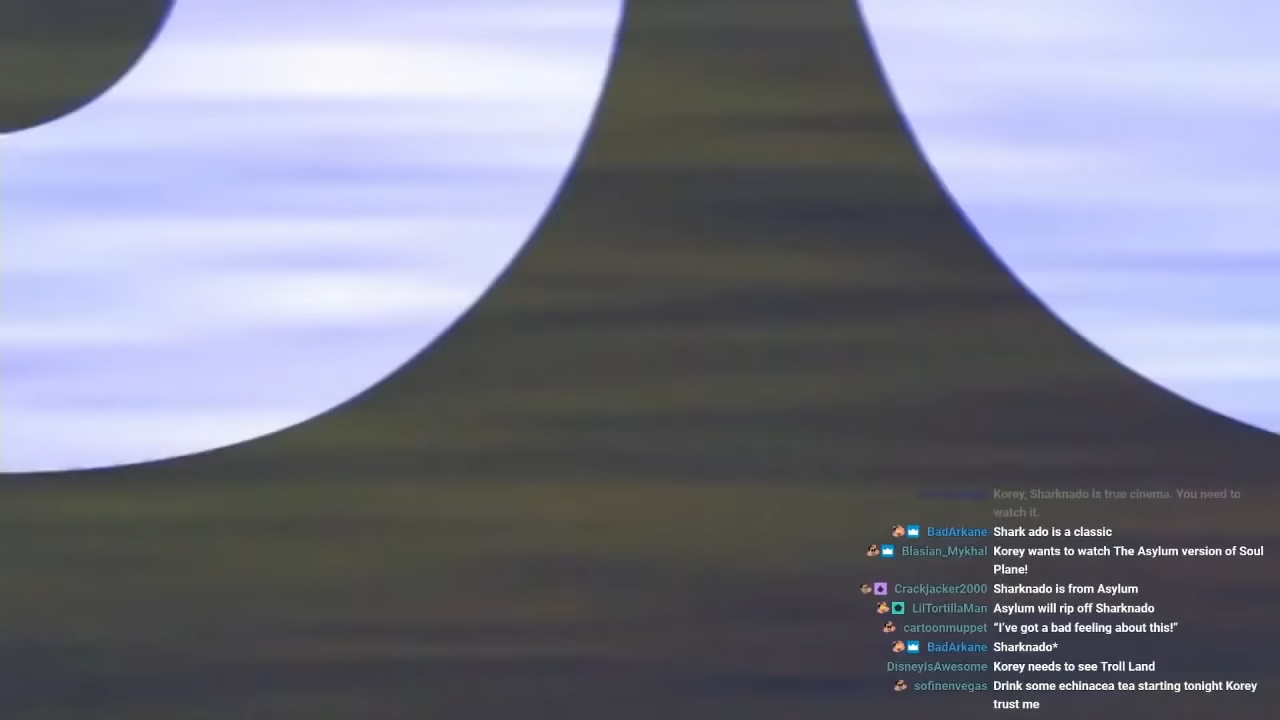 Korey, Sharknado is true cinema. You need to
watch it.
BadArkane Shark ado is a classic
Blasian_Mykhal Korey wants to watch The Asylum version of Soul
Plane!
Crackjacker2000 Sharknado is from Asylum
LilTortillaMan Asylum will rip off Sharknado
cartoonmuppet “I’ve got a bad feeling about this!”
BadArkane Sharknado*
DisneyIsAwesome Korey needs to see Troll Land
sofinenvegas Drink some echinacea tea starting tonight Korey
trust me